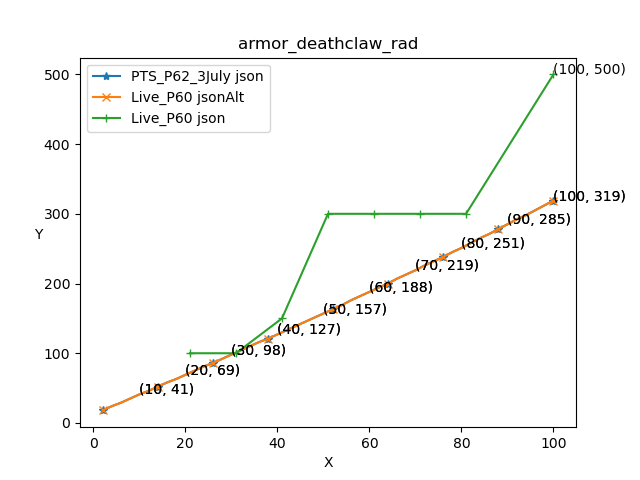 armor_deathclaw_rad
PTS_P62_3July json
Live_P60 jsonAlt
Live_P60 json
(100, 500)
(100, 319)
(90, 285)
(80, 251)
(70, 219)
(60, 188)
(50, 157)
(40, 127)
(30, 98)
(20, 69)
(10, 41)
500
400
300
200
100
0
Y
0 20 40 60 80 100
X